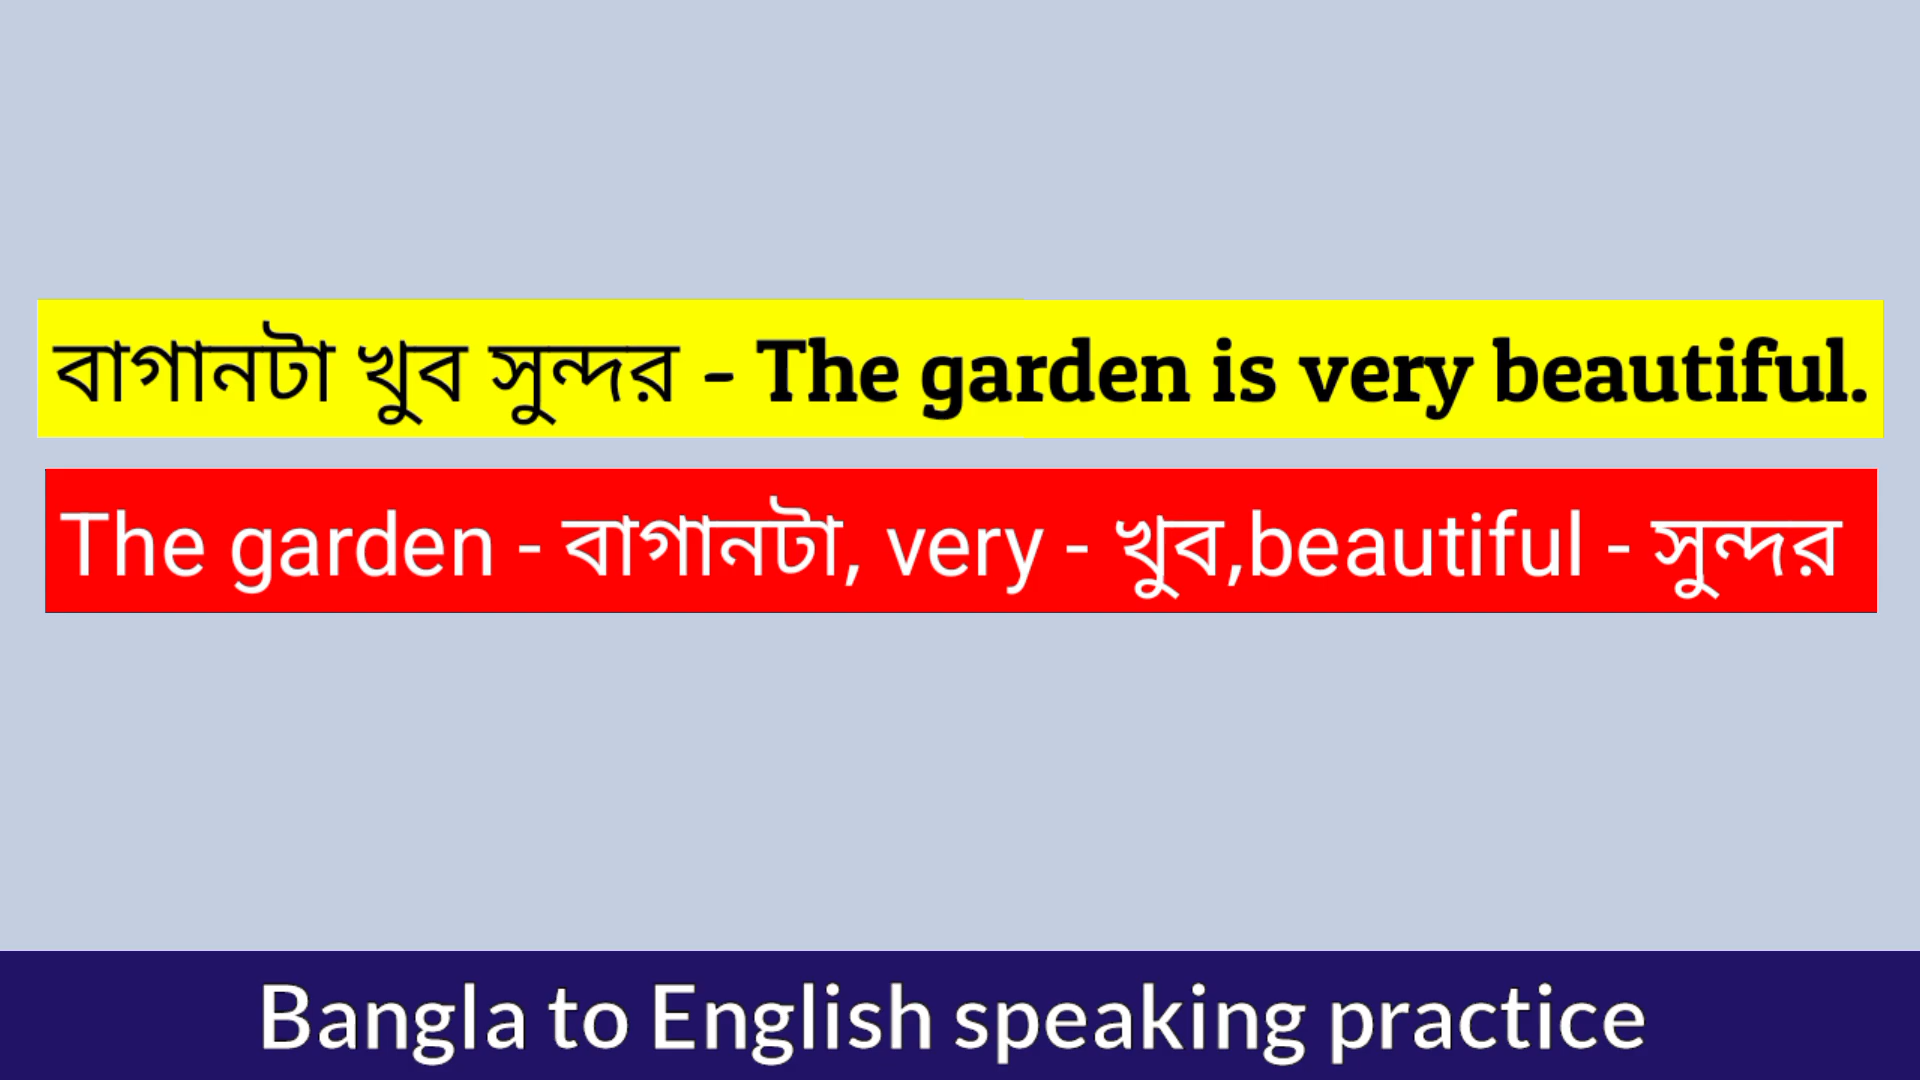 বাগানটা খুব সুন্দর - The garden is very beautiful.
The garden - বাগানটা, very - খুব,beautiful - সুন্দর
Bangla to English speaking practice